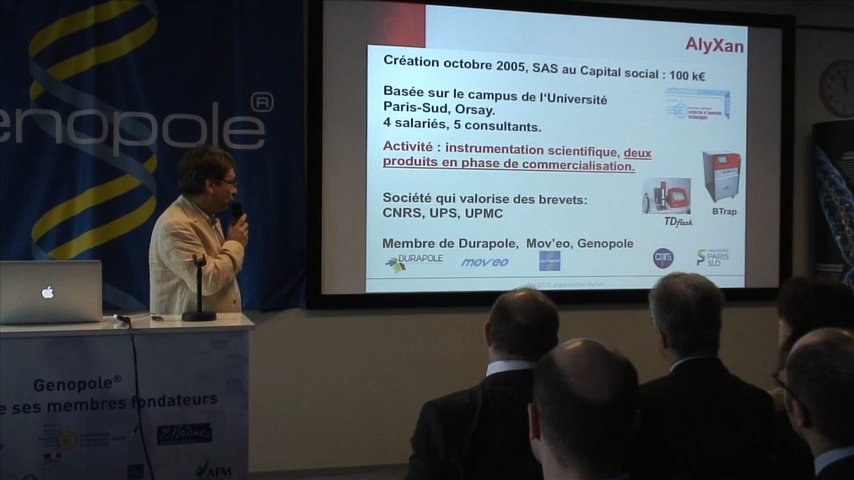 enopole®
AlyXan
Création octobre 2005, SAS au Capital social : 100 k€
Basée sur le campus de l'Université
Paris-Sud, Orsay.
4 salariés, 5 consultants.
Activité : instrumentation scientifique, deux
produits en phase de commercialisation.
BTrap
TDflash
Société qui valorise des brevets:
CNRS, UPS, UPMC
Membre de Durapole, Mov'eo, Genopole
DURAPOLE
mov'eo
cnrs
UNIVERSITÉ
PARIS
SUD
Genopole®
e ses membres fondateurs
AFM